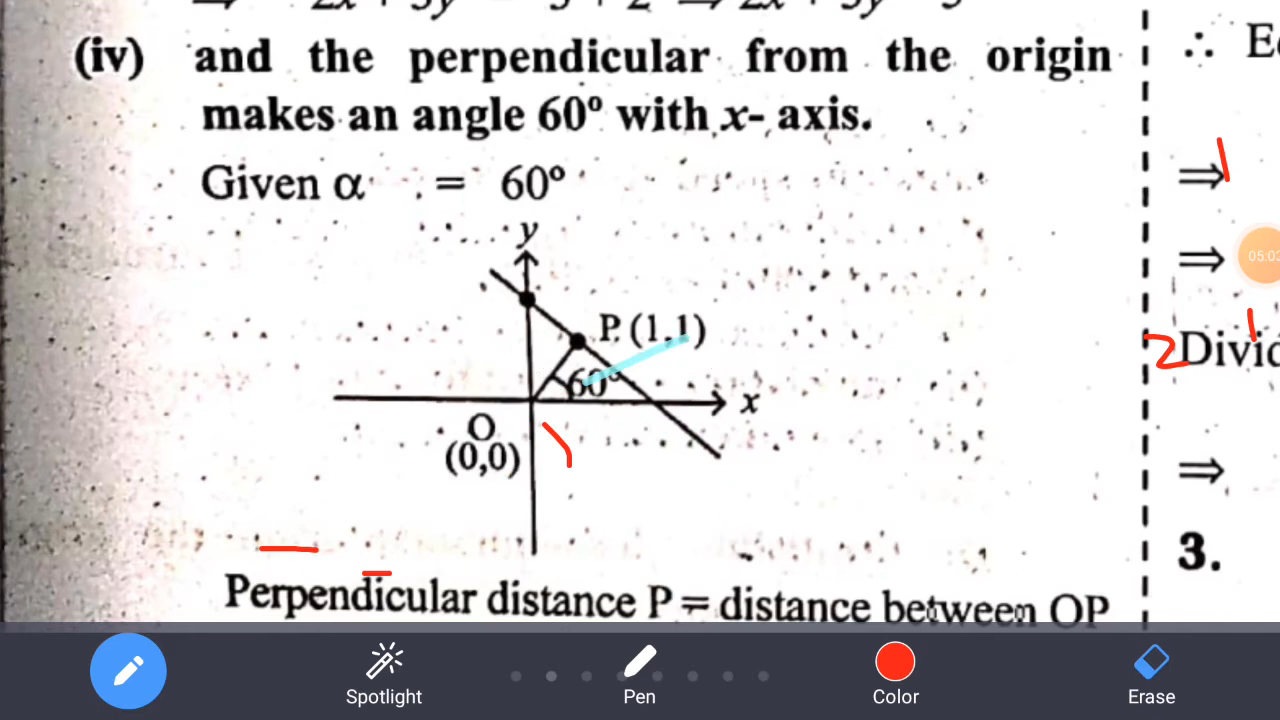 (iv) and the perpendicular from the origin
makes an angle 60° with x- axis.
Given α = 60°
y
P (1,1)
60°
x
O
(0,0)
Perpendicular distance P = distance between OP
∴
⇒
⇒
05:03
2
⇒
3.
Spotlight
Pen
Color
Erase